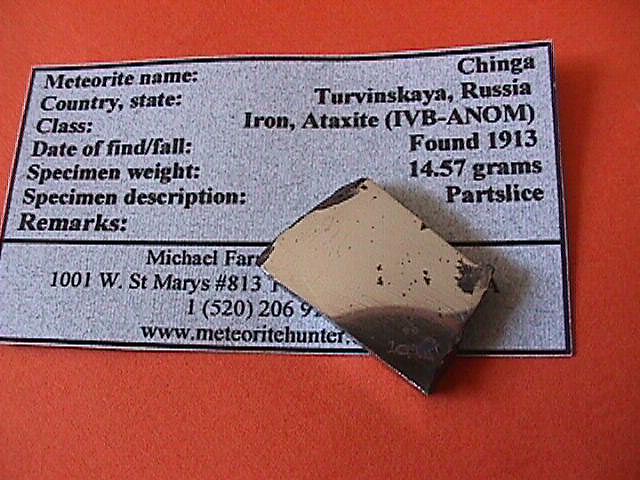 Meteorite name: Chinga
Country, state: Turvinskaya, Russia
Class: Iron, Ataxite (IVB-ANOM)
Date of find/fall: Found 1913
Specimen weight: 14.57 grams
Specimen description: Partslice
Remarks:
Michael
1001 W. St Marys #813
1 (520) 206
www.meteoritehunter.